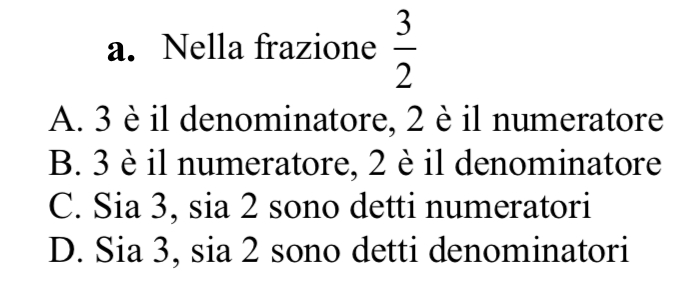 a. Nella frazione 3/2
A. 3 è il denominatore, 2 è il numeratore
B. 3 è il numeratore, 2 è il denominatore
C. Sia 3, sia 2 sono detti numeratori
D. Sia 3, sia 2 sono detti denominatori